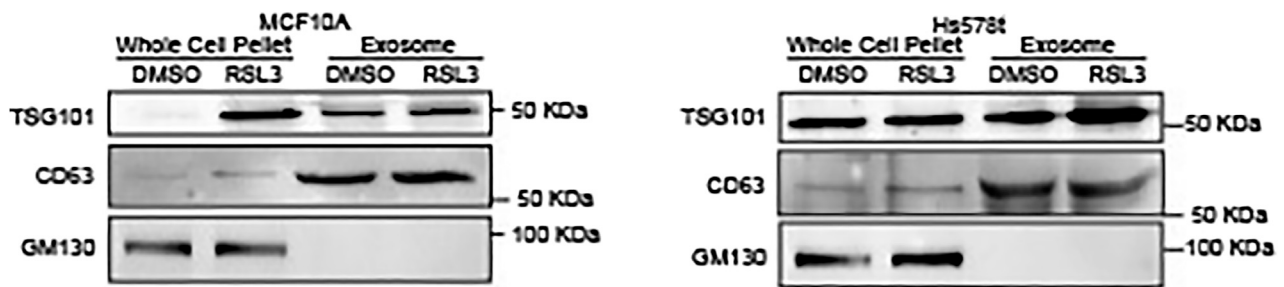 MCF10A
Whole Cell Pellet Exosome
DMSO RSL3 DMSO RSL3
TSG101 50 KDa
CD63
50 KDa
GM130 100 KDa
Hs578t
Whole Cell Pellet Exosome
DMSO RSL3 DMSO RSL3
TSG101 50 KDa
CD63
50 KDa
GM130 100 KDa